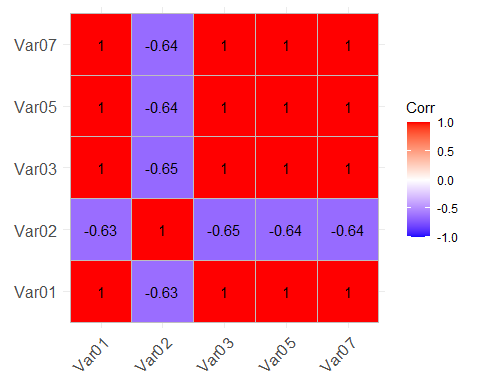 Var07 1 -0.64 1 1 1
Corr
Var05 1 -0.64 1 1 1
1.0
0.5
Var03 1 -0.65 1 1 1
0.0
-0.5
Var02 -0.63 1 -0.65 -0.64 -0.64
-1.0
Var01 1 -0.63 1 1 1
Var01 Var02 Var03 Var05 Var07